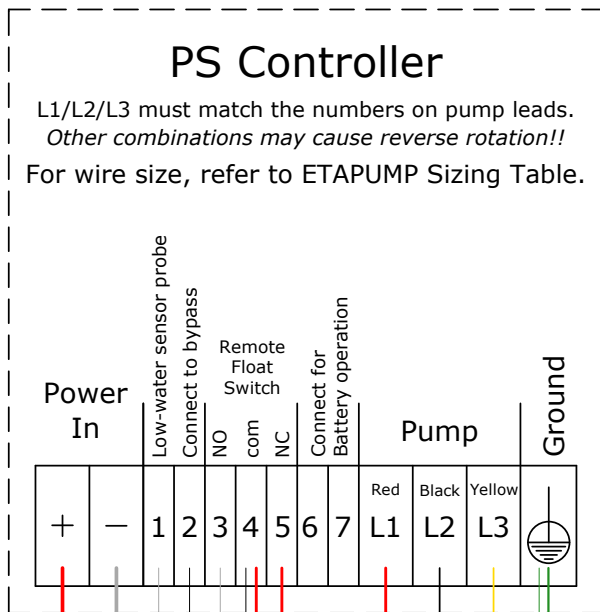 PS Controller
L1/L2/L3 must match the numbers on pump leads.
Other combinations may cause reverse rotation!!
For wire size, refer to ETAPUMP Sizing Table.
Power
In
Low-water sensor probe
Connect to bypass
Remote
Float
Switch
NO
com
NC
Connect for
Battery operation
Pump
Ground
Red
Black
Yellow
+ − 1 2 3 4 5 6 7 L1 L2 L3